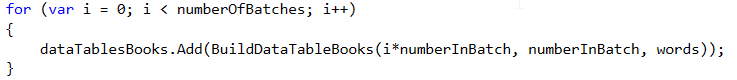 for (var i = 0; i < numberOfBatches; i++)
{
    dataTablesBooks.Add(BuildDataTableBooks(i*numberInBatch, numberInBatch, words));
}